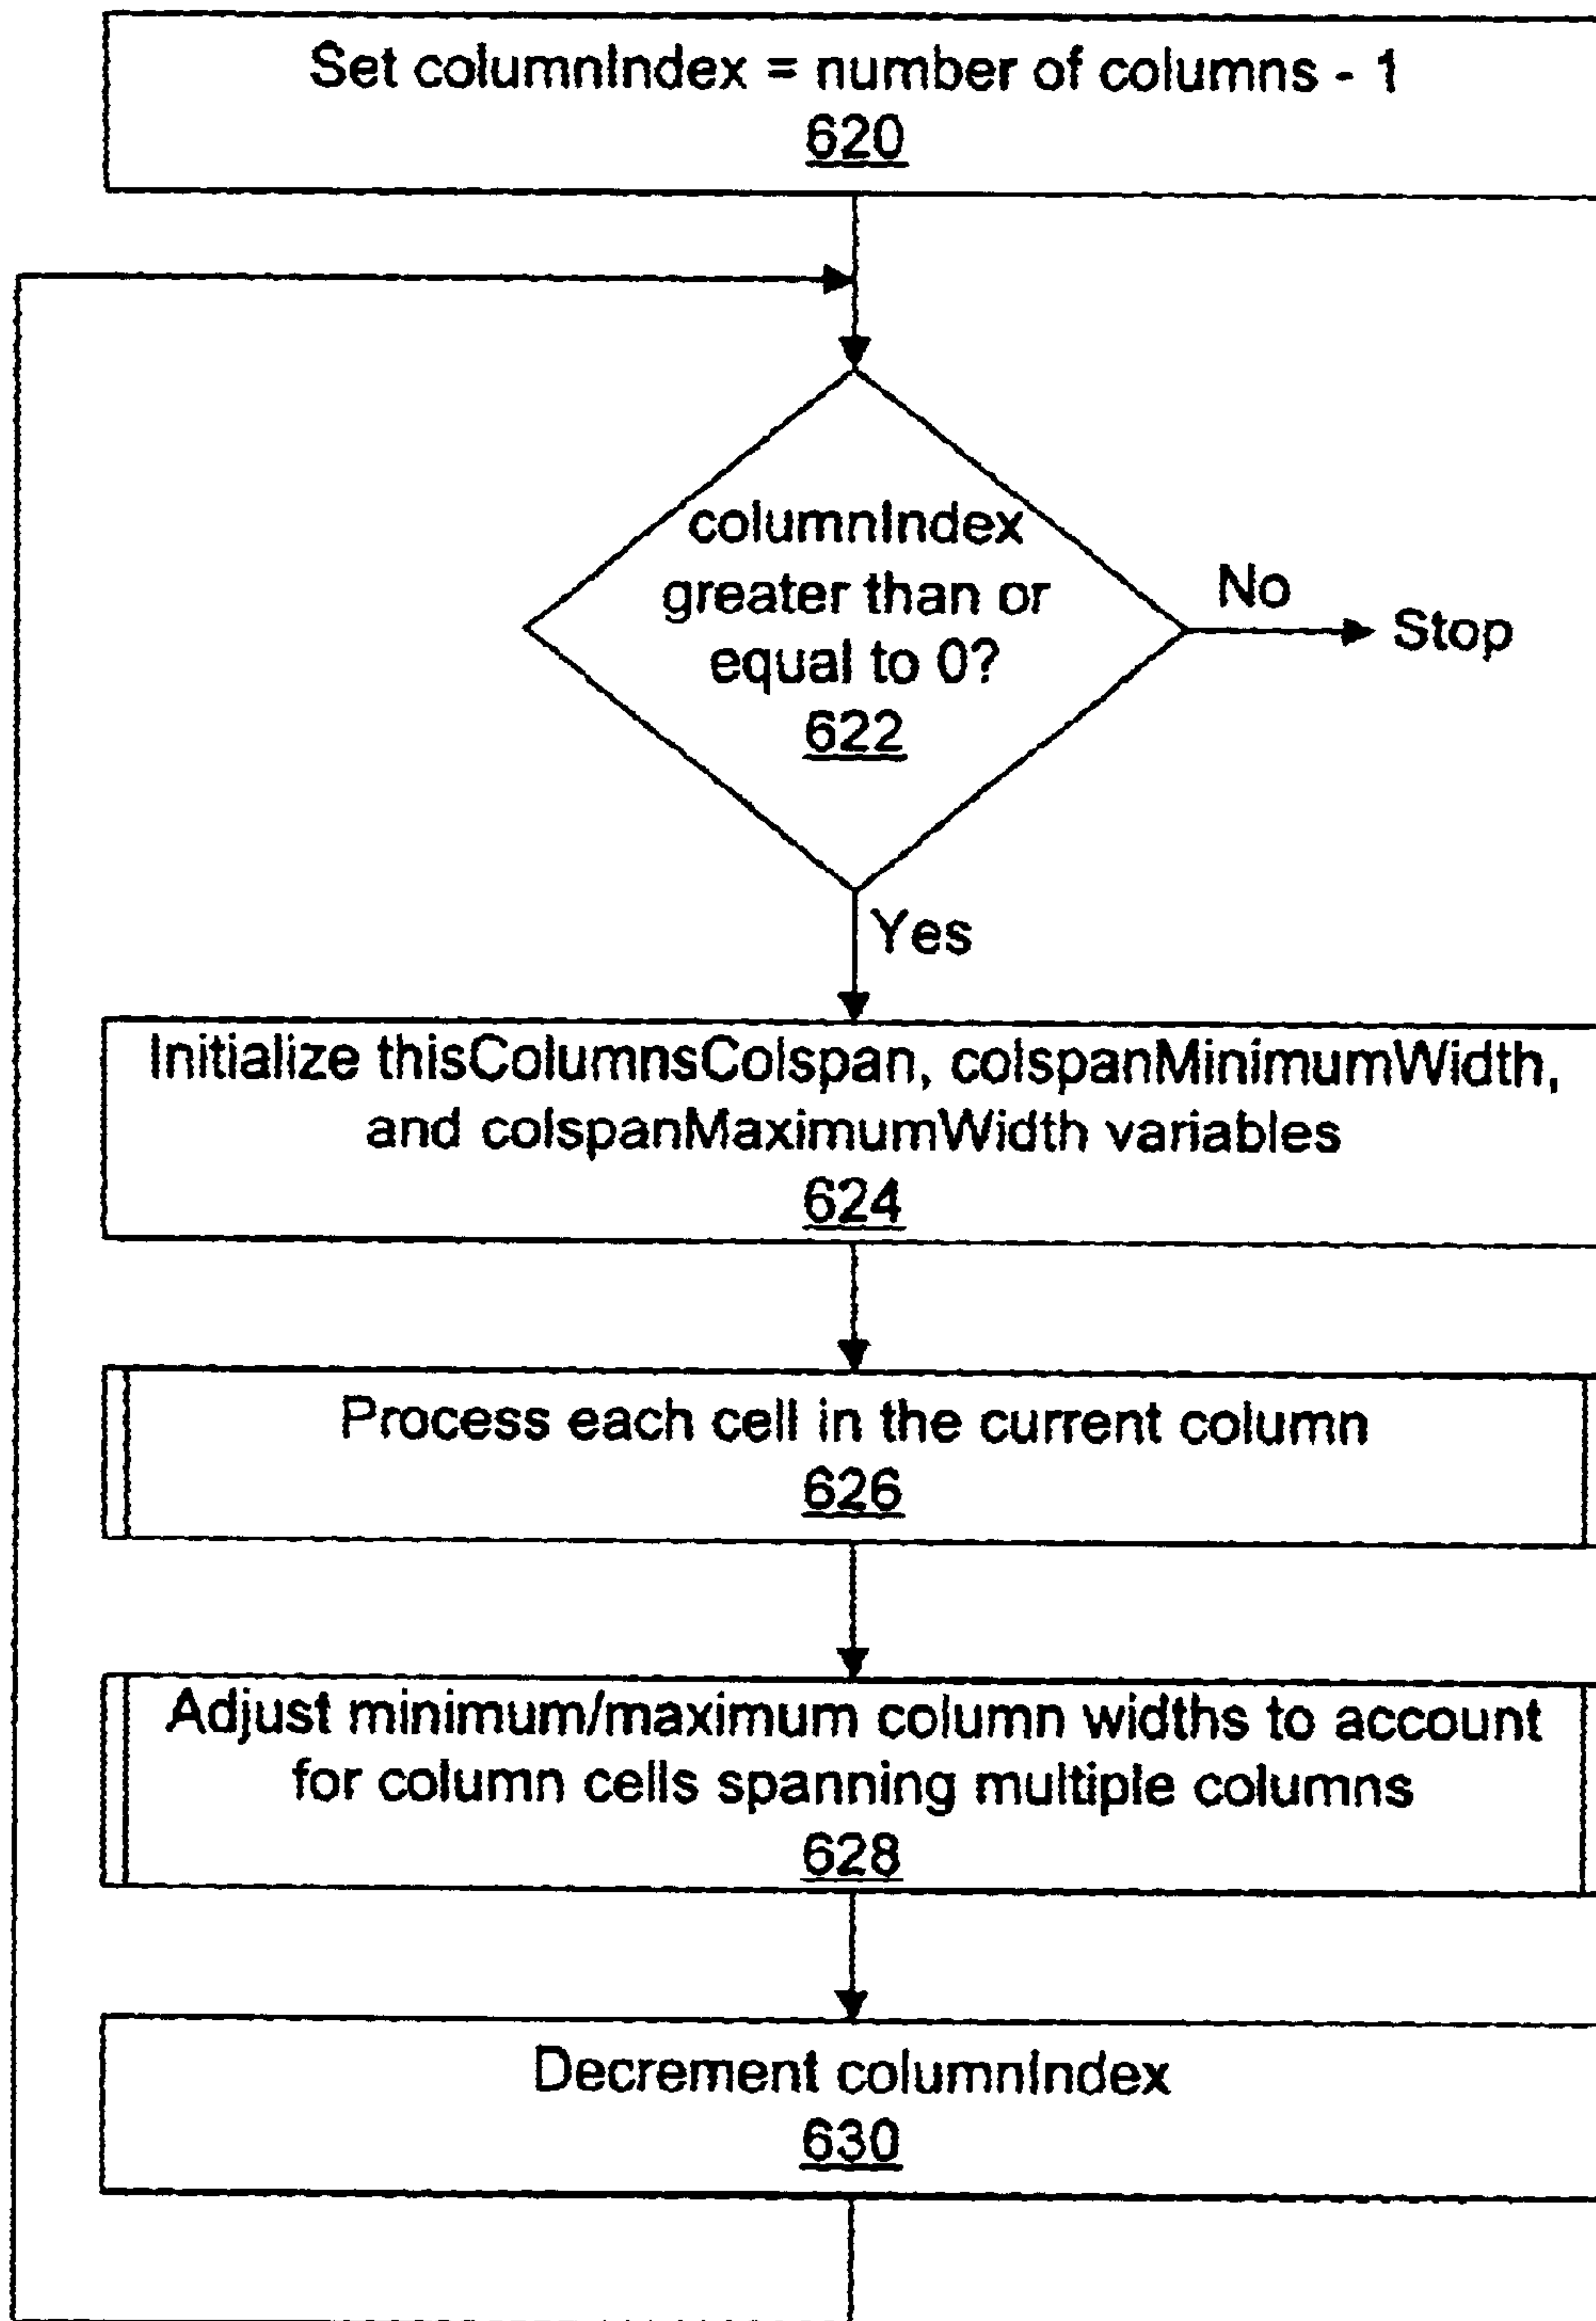 Set columnIndex = number of columns - 1
620
columnIndex
greater than or
equal to 0?
622
No
Stop
Yes
Initialize thisColumnsColspan, colspanMinimumWidth,
and colspanMaximumWidth variables
624
Process each cell in the current column
626
Adjust minimum/maximum column widths to account
for column cells spanning multiple columns
628
Decrement columnIndex
630